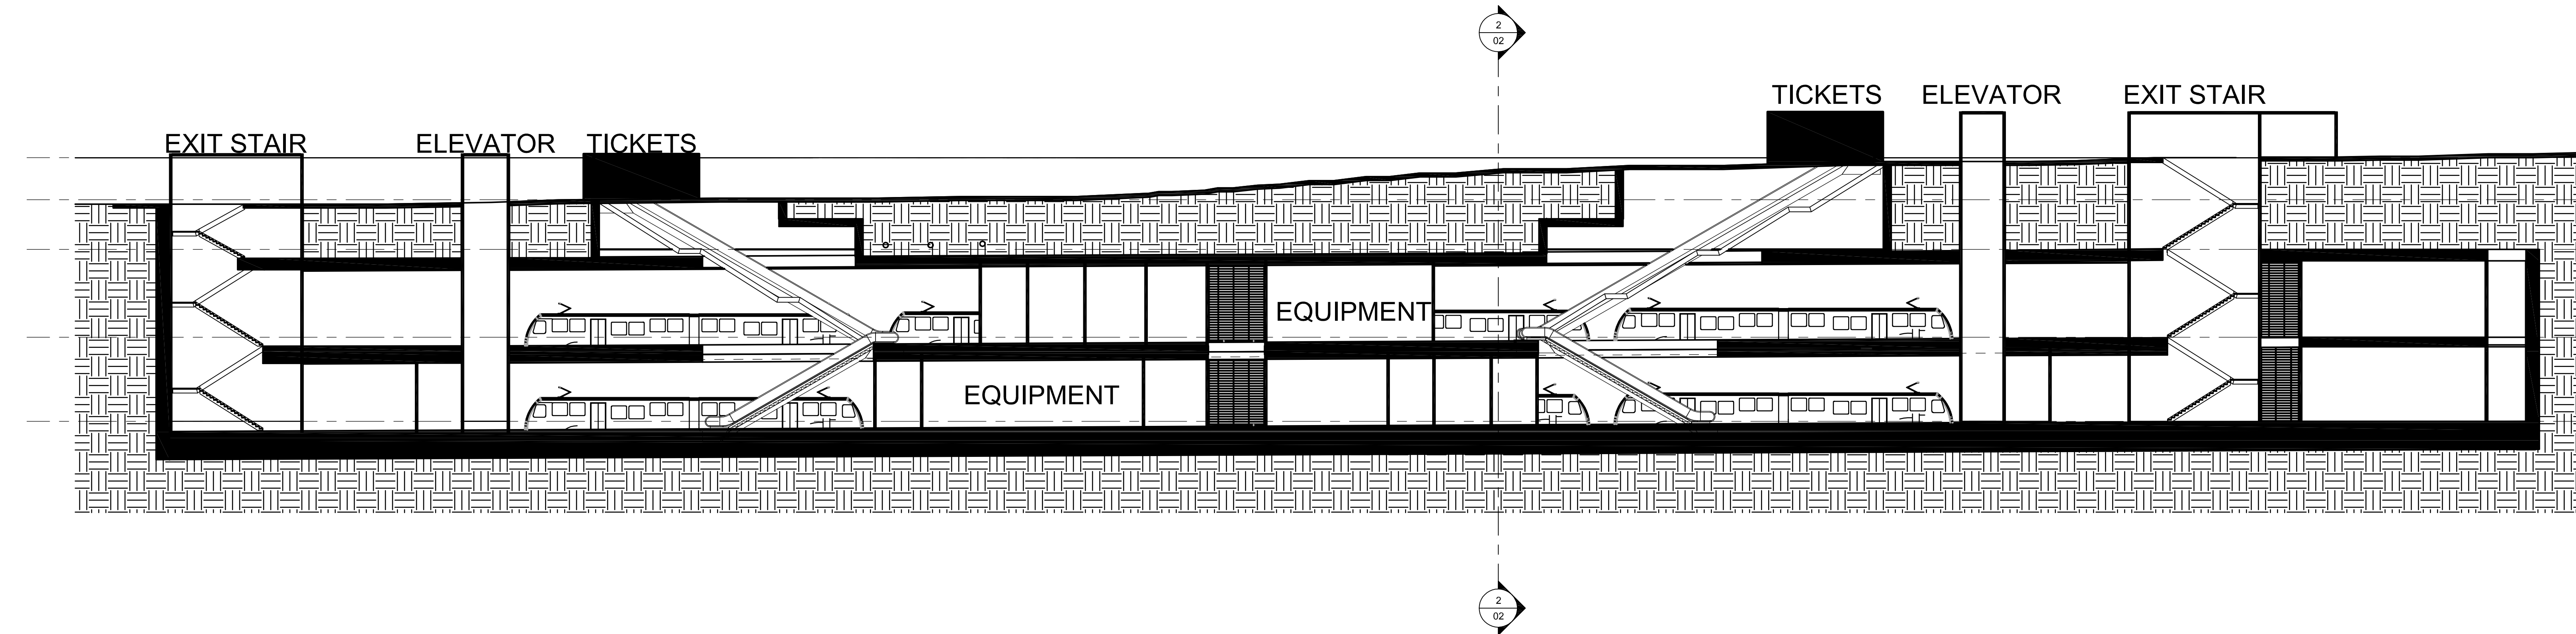 2
02
TICKETS
ELEVATOR
EXIT STAIR
EXIT STAIR
ELEVATOR
TICKETS
EQUIPMENT
EQUIPMENT
2
02